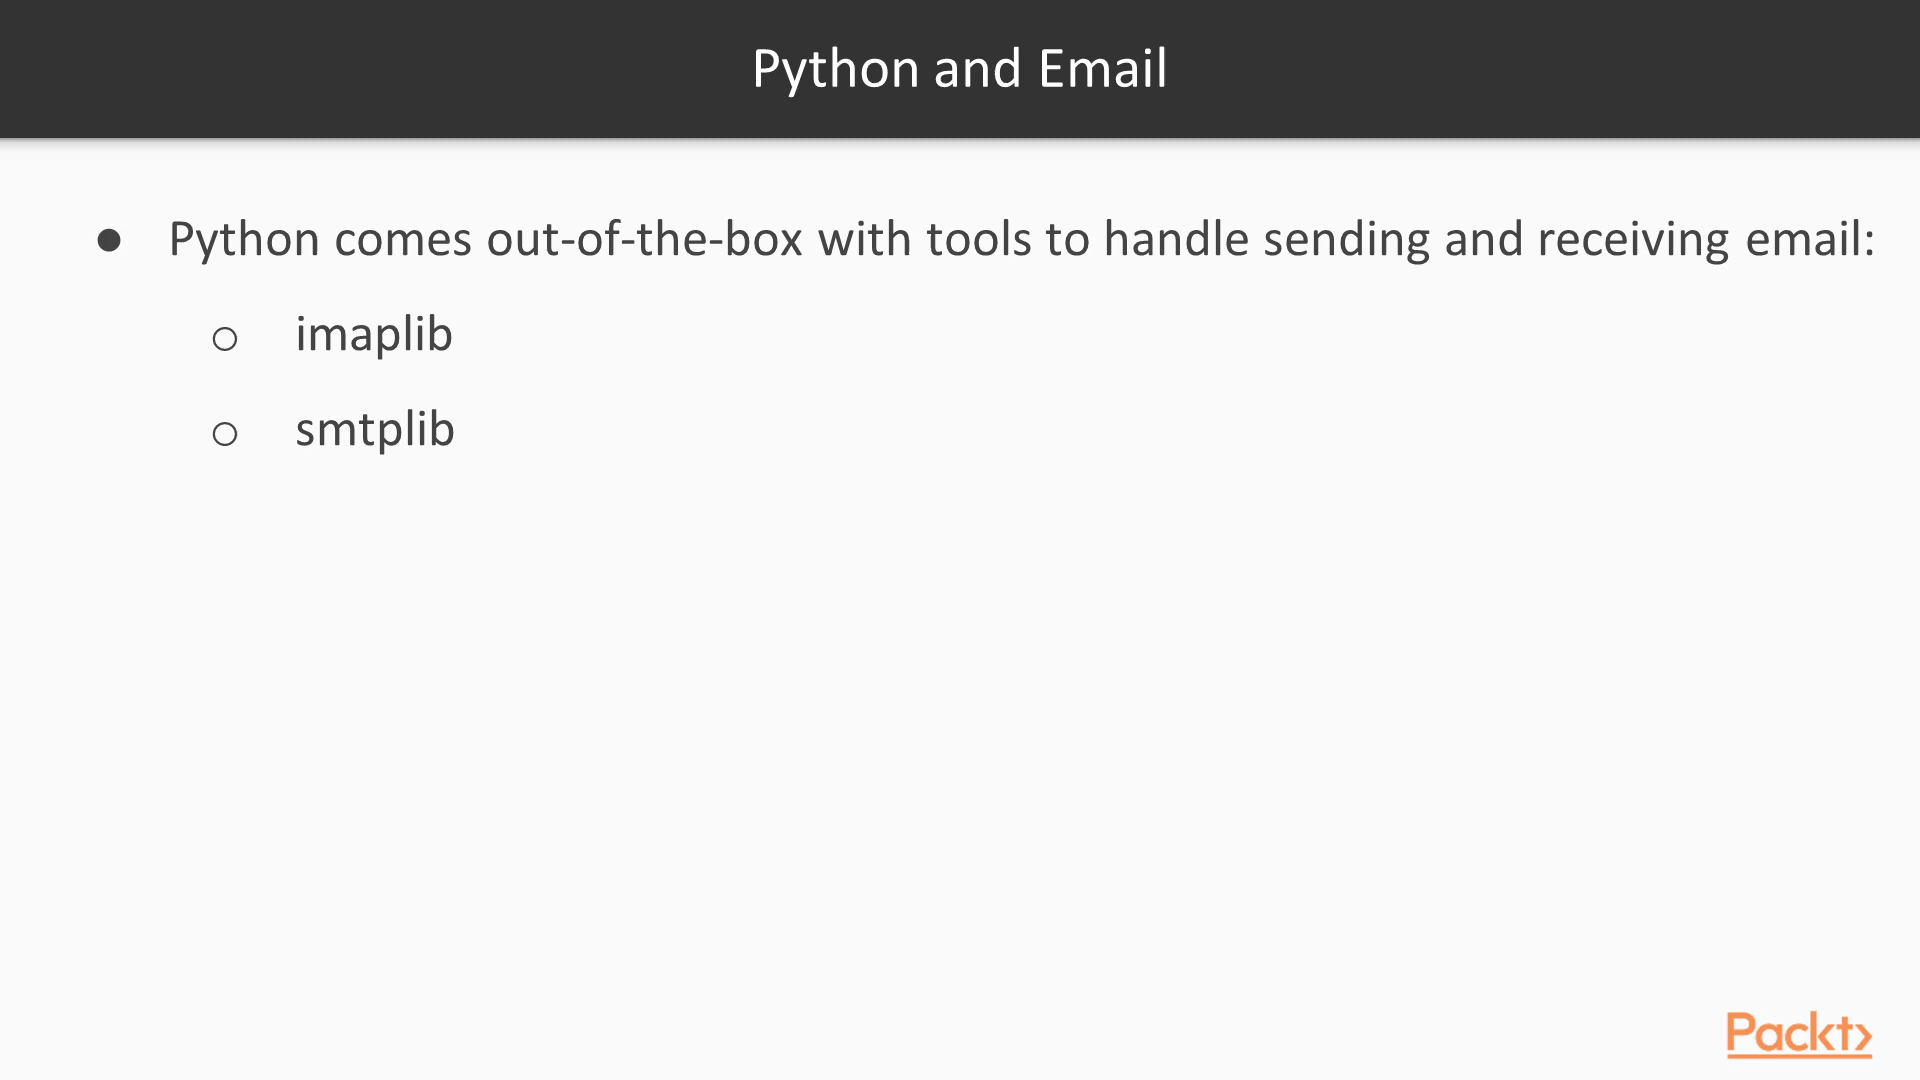 Python and Email
● Python comes out-of-the-box with tools to handle sending and receiving email:
○ imaplib
○ smtplib
Packt>